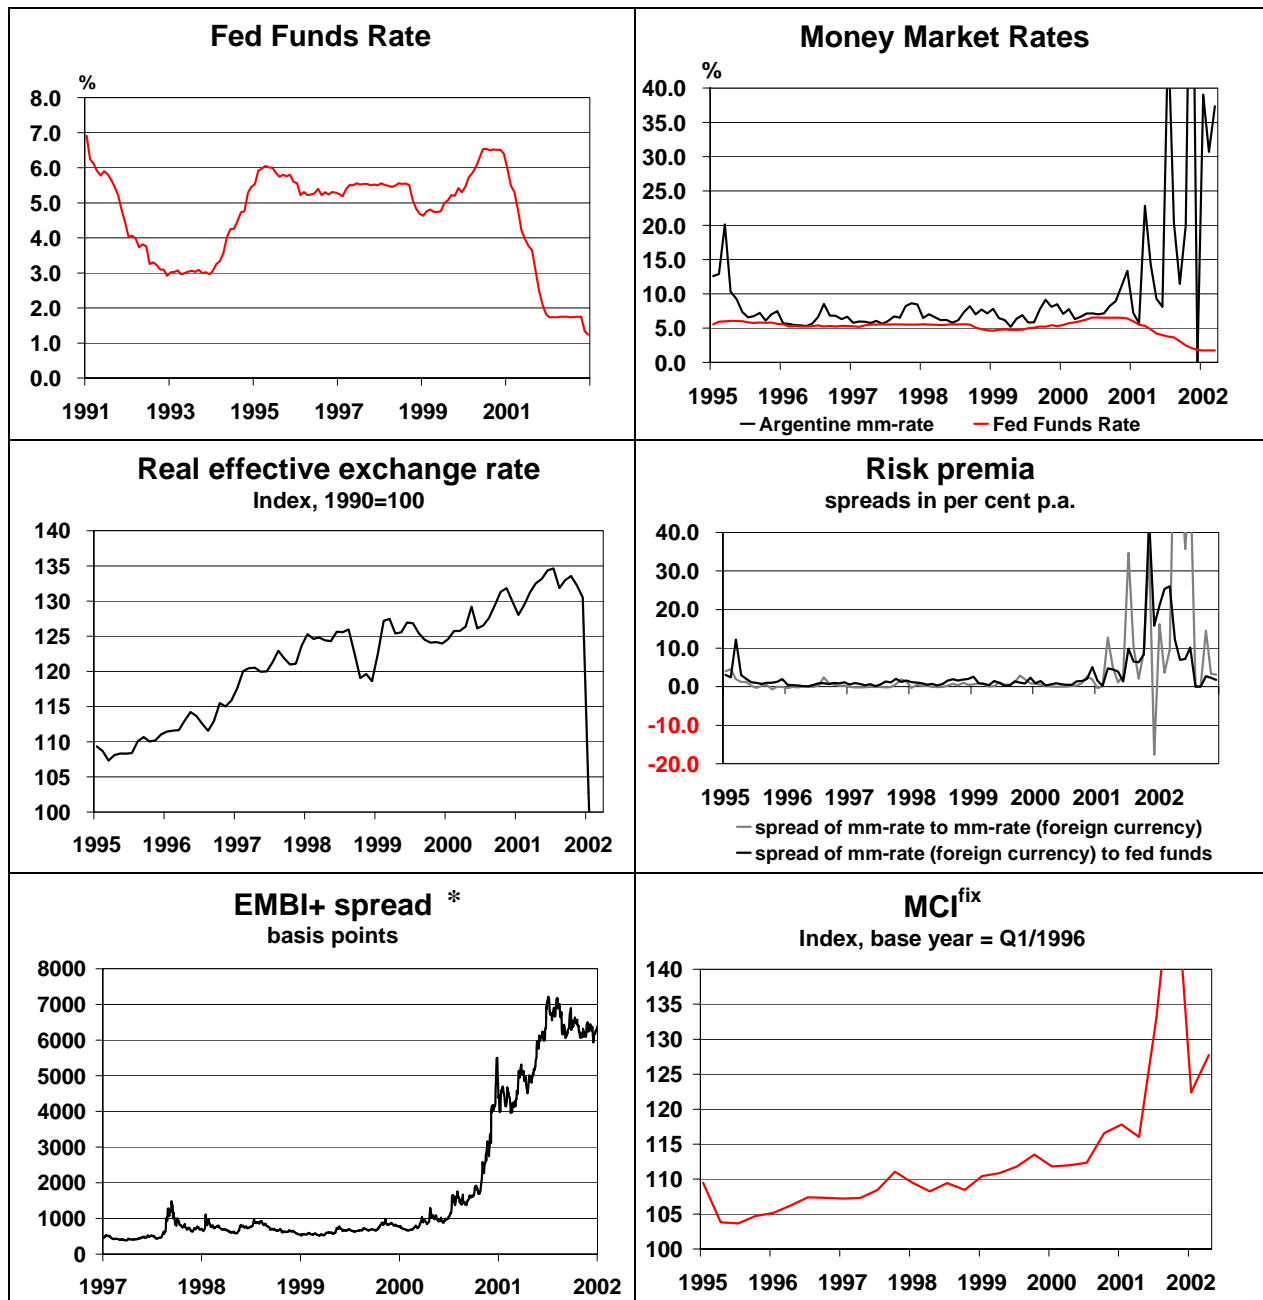 Fed Funds Rate
%
8.0
7.0
6.0
5.0
4.0
3.0
2.0
1.0
0.0
1991 1993 1995 1997 1999 2001
Money Market Rates
%
40.0
35.0
30.0
25.0
20.0
15.0
10.0
5.0
0.0
1995 1996 1997 1998 1999 2000 2001 2002
Argentine mm-rate Fed Funds Rate
Real effective exchange rate
Index, 1990=100
140
135
130
125
120
115
110
105
100
1995 1996 1997 1998 1999 2000 2001 2002
Risk premia
spreads in per cent p.a.
40.0
30.0
20.0
10.0
0.0
-10.0
-20.0
1995 1996 1997 1998 1999 2000 2001 2002
spread of mm-rate to mm-rate (foreign currency)
spread of mm-rate (foreign currency) to fed funds
EMBI+ spread *
basis points
8000
7000
6000
5000
4000
3000
2000
1000
0
1997 1998 1999 2000 2001 2002
MCIfix
Index, base year = Q1/1996
140
135
130
125
120
115
110
105
100
1995 1996 1997 1998 1999 2000 2001 2002